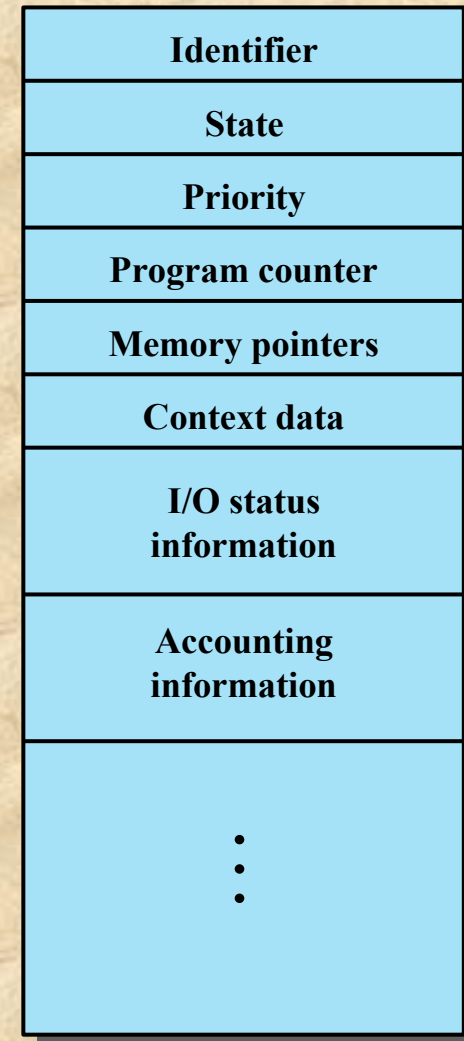 Identifier
State
Priority
Program counter
Memory pointers
Context data
I/O status
information
Accounting
information